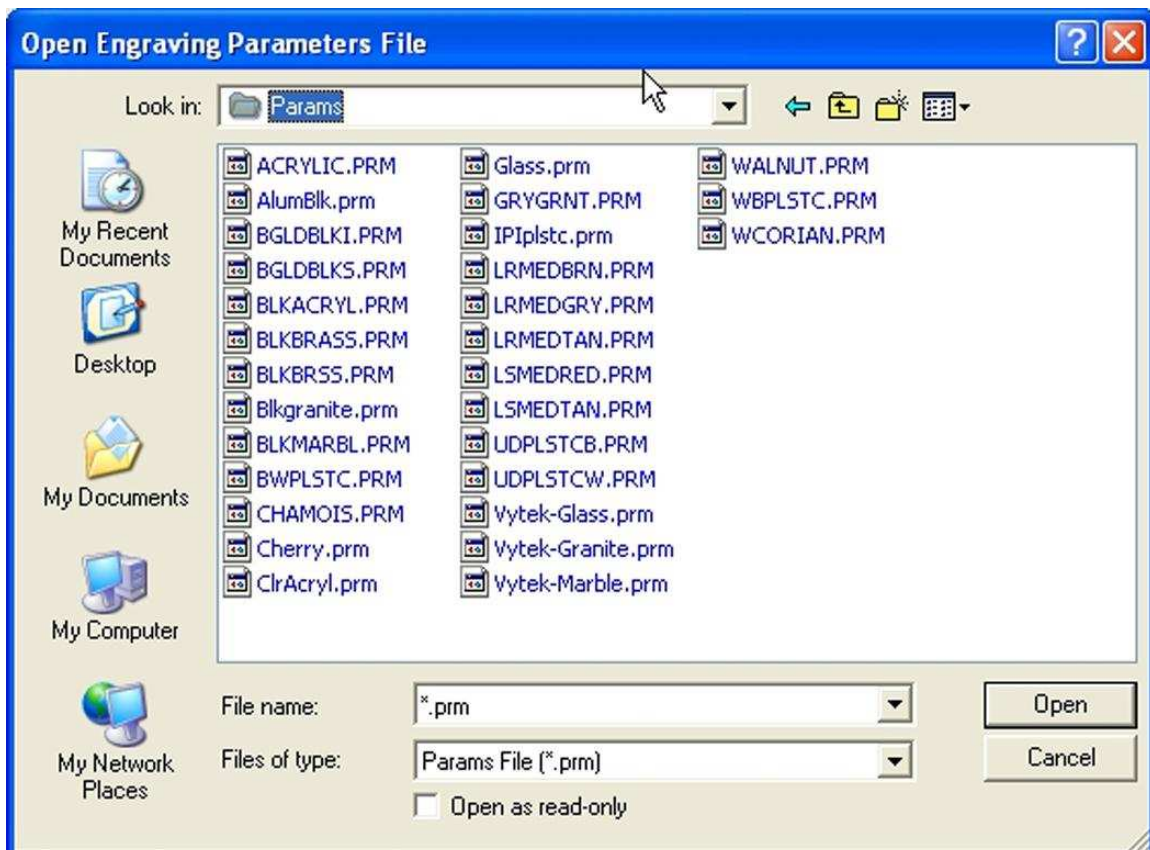 Open Engraving Parameters File
Look in: Params
My Recent
Documents
Desktop
My Documents
My Computer
My Network
Places
ACRYLIC.PRM
AlumBlk.prm
BGLDBLKI.PRM
BGLDBLKS.PRM
BLKACRYL.PRM
BLKBRASS.PRM
BLKBRSS.PRM
Blkgranite.prm
BLKMARBL.PRM
BWPLSTC.PRM
CHAMOIS.PRM
Cherry.prm
ClrAcryl.prm
Glass.prm
GRYGRNT.PRM
IPIplstc.prm
LRMEDBRN.PRM
LRMEDGRY.PRM
LRMEDTAN.PRM
LSMEDRED.PRM
LSMEDTAN.PRM
UDPLSTCB.PRM
UDPLSTCW.PRM
Vytek-Glass.prm
Vytek-Granite.prm
Vytek-Marble.prm
WALNUT.PRM
WBPLSTC.PRM
WCORIAN.PRM
File name: *.prm Open
Files of type: Params File (*.prm) Cancel
Open as read-only